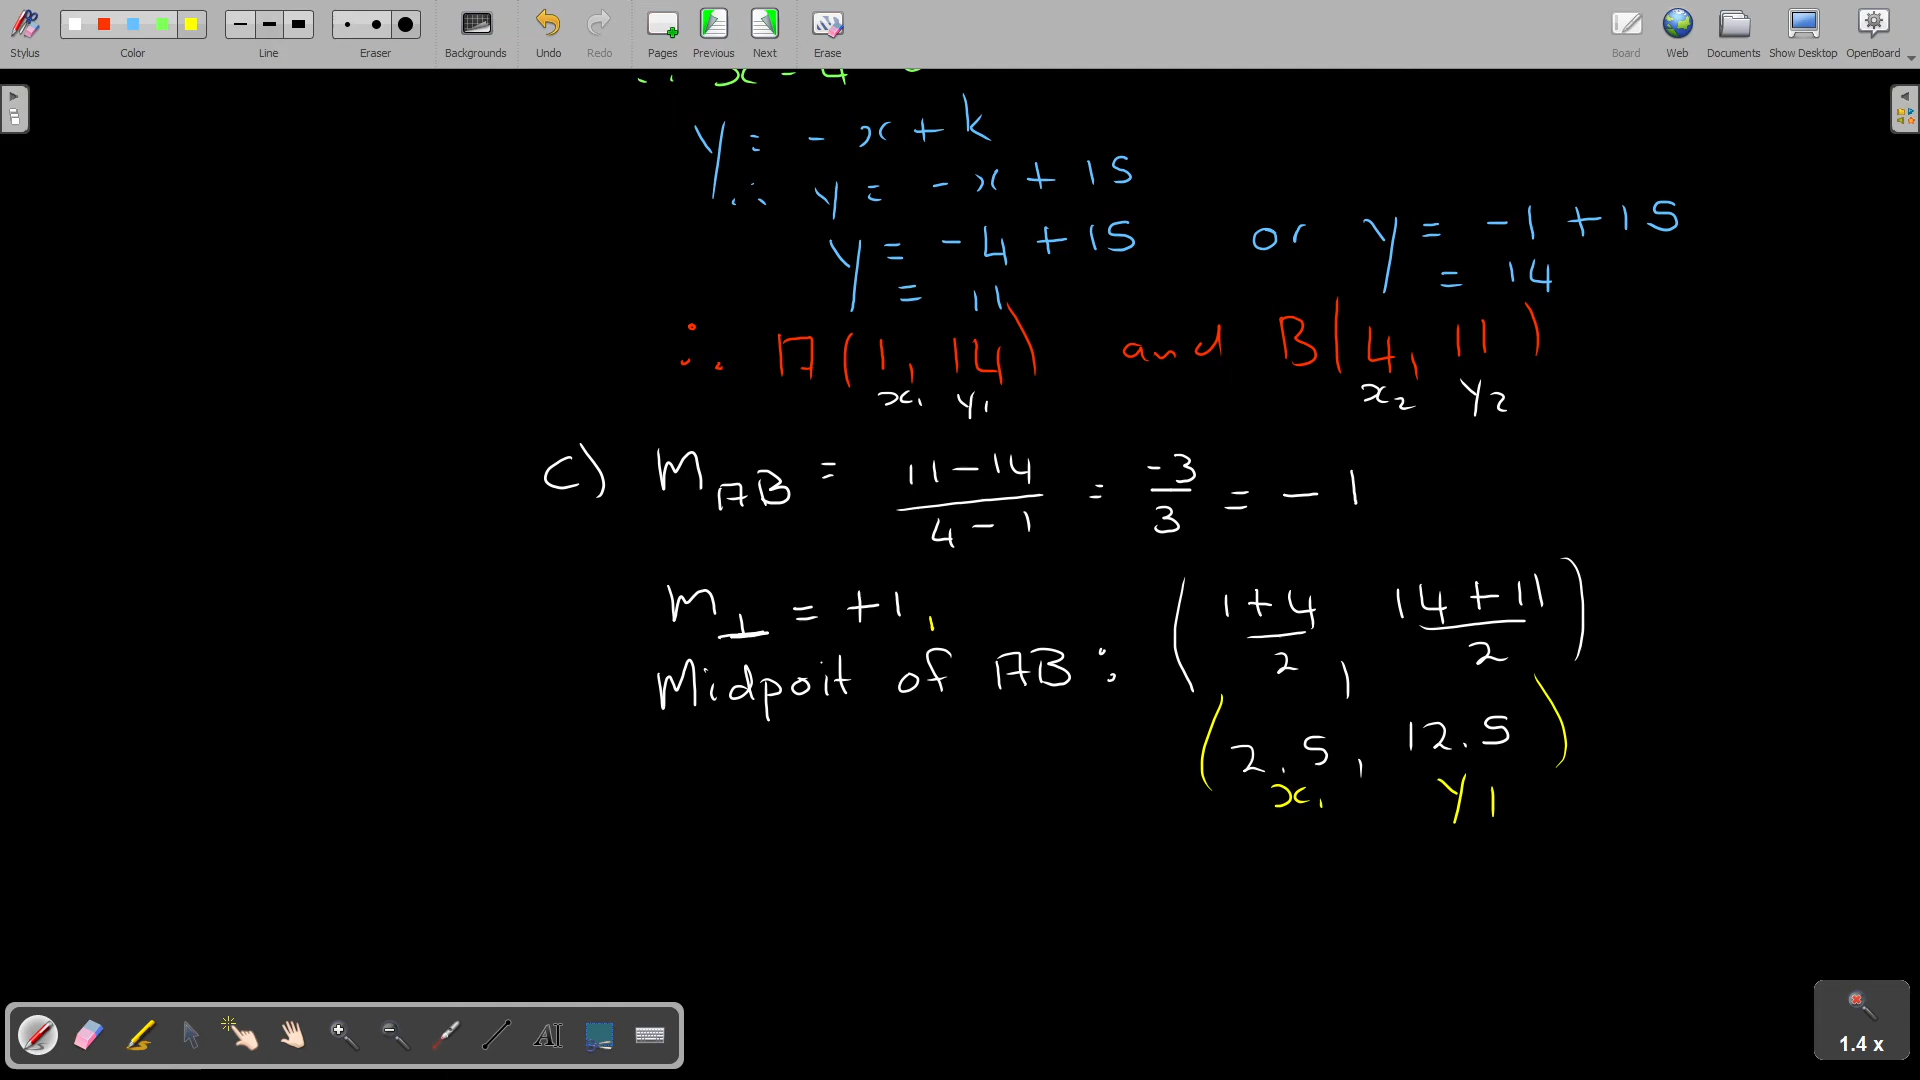 Stylus Color Line Eraser Backgrounds Undo Redo Pages Previous Next Erase Board Web Documents Show Desktop OpenBoard
∴ x = 4
y = - x + k
∴ y = - x + 15
y = - 4 + 15 or y = - 1 + 15
= 11 = 14
∴ A (1, 14) and B (4, 11)
x₁ y₁ x₂ y₂
c) M_AB = (11 - 14)/(4 - 1) = -3/3 = - 1
M_⊥ = +1,
Midpoit of AB : ((1+4)/2 , (14+11)/2)
(2.5, 12.5)
x₁ y₁
AI
1.4 x